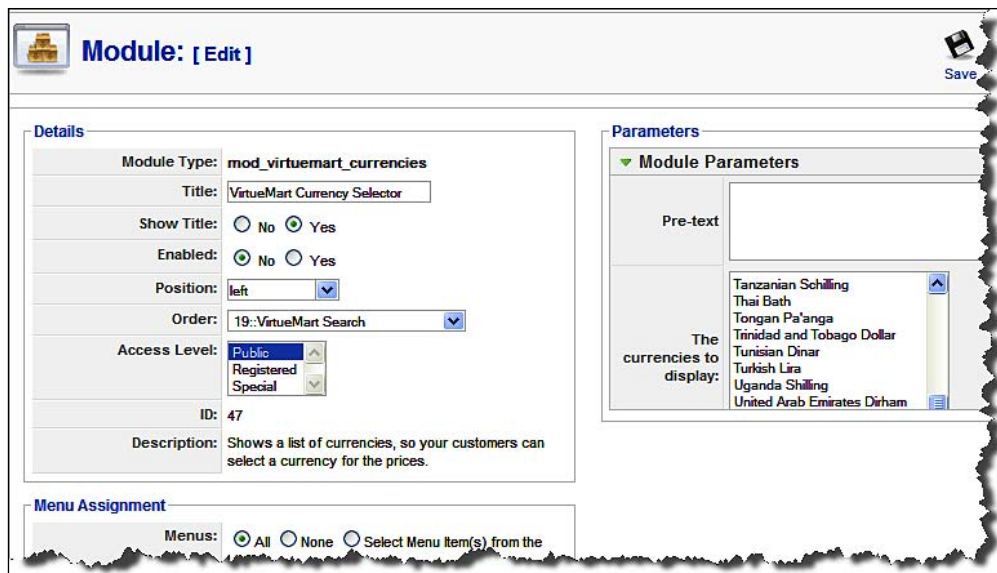 Module: [ Edit ]
Save
Details
Module Type: mod_virtuemart_currencies
Title: VirtueMart Currency Selector
Show Title: No Yes
Enabled: No Yes
Position: left
Order: 19::VirtueMart Search
Access Level: Public
Registered
Special
ID: 47
Description: Shows a list of currencies, so your customers can
select a currency for the prices.
Menu Assignment
Menus: All None Select Menu Item(s) from the
Parameters
Module Parameters
Pre-text
The
currencies to
display:
Tanzanian Schilling
Thai Bath
Tongan Pa'anga
Trinidad and Tobago Dollar
Tunisian Dinar
Turkish Lira
Uganda Shilling
United Arab Emirates Dirham